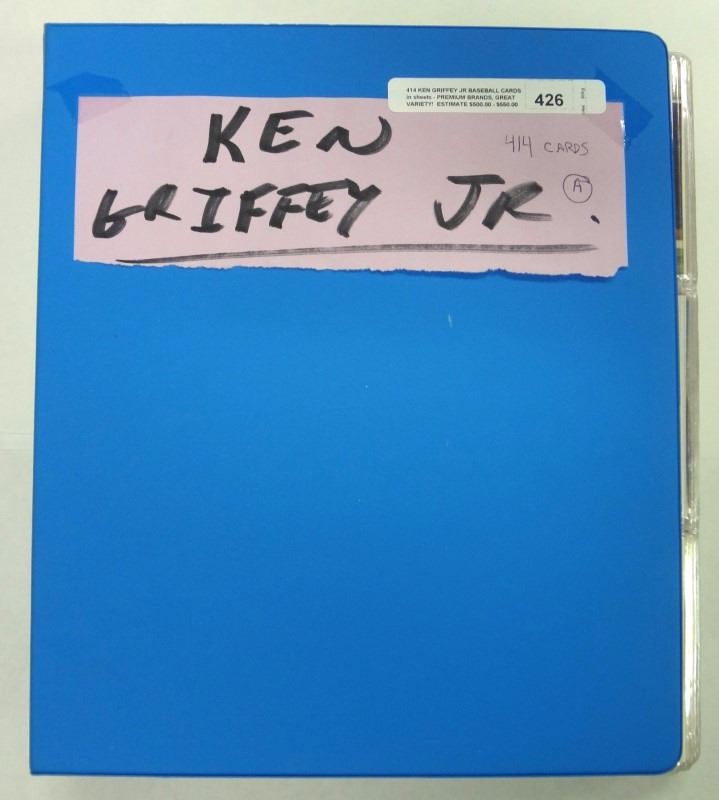 414 KEN GRIFFEY JR BASEBALL CARDS
in sheets - PREMIUM BRANDS, GREAT
VARIETY! ESTIMATE $500.00 - $550.00
426
KEN
414 CARDS
A
GRIFFEY JR.